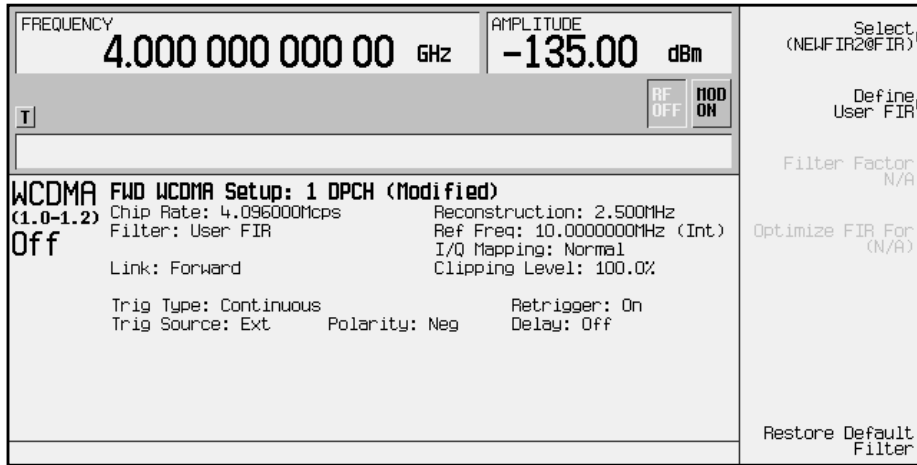 FREQUENCY
4.000 000 000 00 GHz
AMPLITUDE
-135.00 dBm
T
RF
OFF
MOD
ON
WCDMA
(1.0-1.2)
Off
FWD WCDMA Setup: 1 DPCH (Modified)
Chip Rate: 4.096000Mcps
Reconstruction: 2.500MHz
Filter: User FIR
Ref Freq: 10.0000000MHz (Int)
I/Q Mapping: Normal
Link: Forward
Clipping Level: 100.0%
Trig Type: Continuous
Retrigger: On
Trig Source: Ext
Polarity: Neg
Delay: Off
Select
(NEWFIR2@FIR)
Define
User FIR
Filter Factor
N/A
Optimize FIR For
(N/A)
Restore Default
Filter